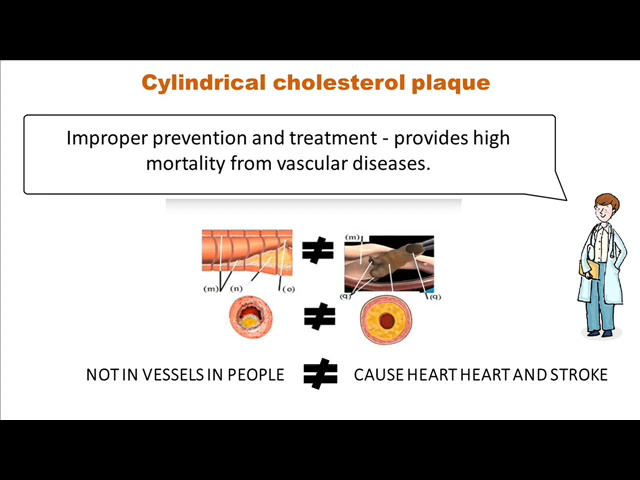 Cylindrical cholesterol plaque
Improper prevention and treatment - provides high
mortality from vascular diseases.
(m)
(m) (n) (o)
(q) (q)
≠
≠
NOT IN VESSELS IN PEOPLE ≠ CAUSE HEART HEART AND STROKE